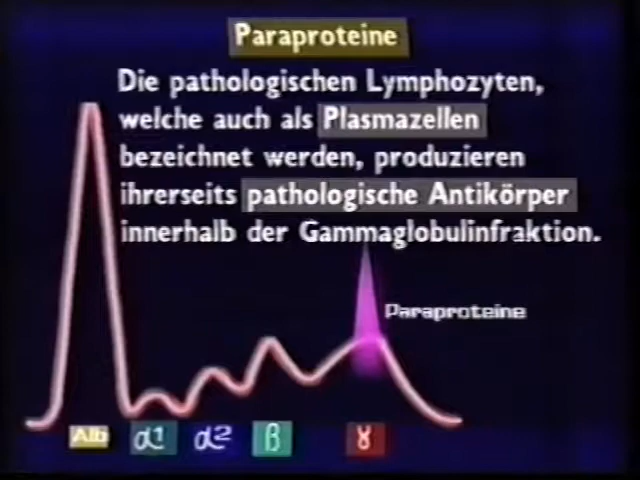 Paraproteine
Die pathologischen Lymphozyten,
welche auch als Plasmazellen
bezeichnet werden, produzieren
ihrerseits pathologische Antikörper
innerhalb der Gammaglobulinfraktion.
Paraproteine
Alb α1 α2 β γ